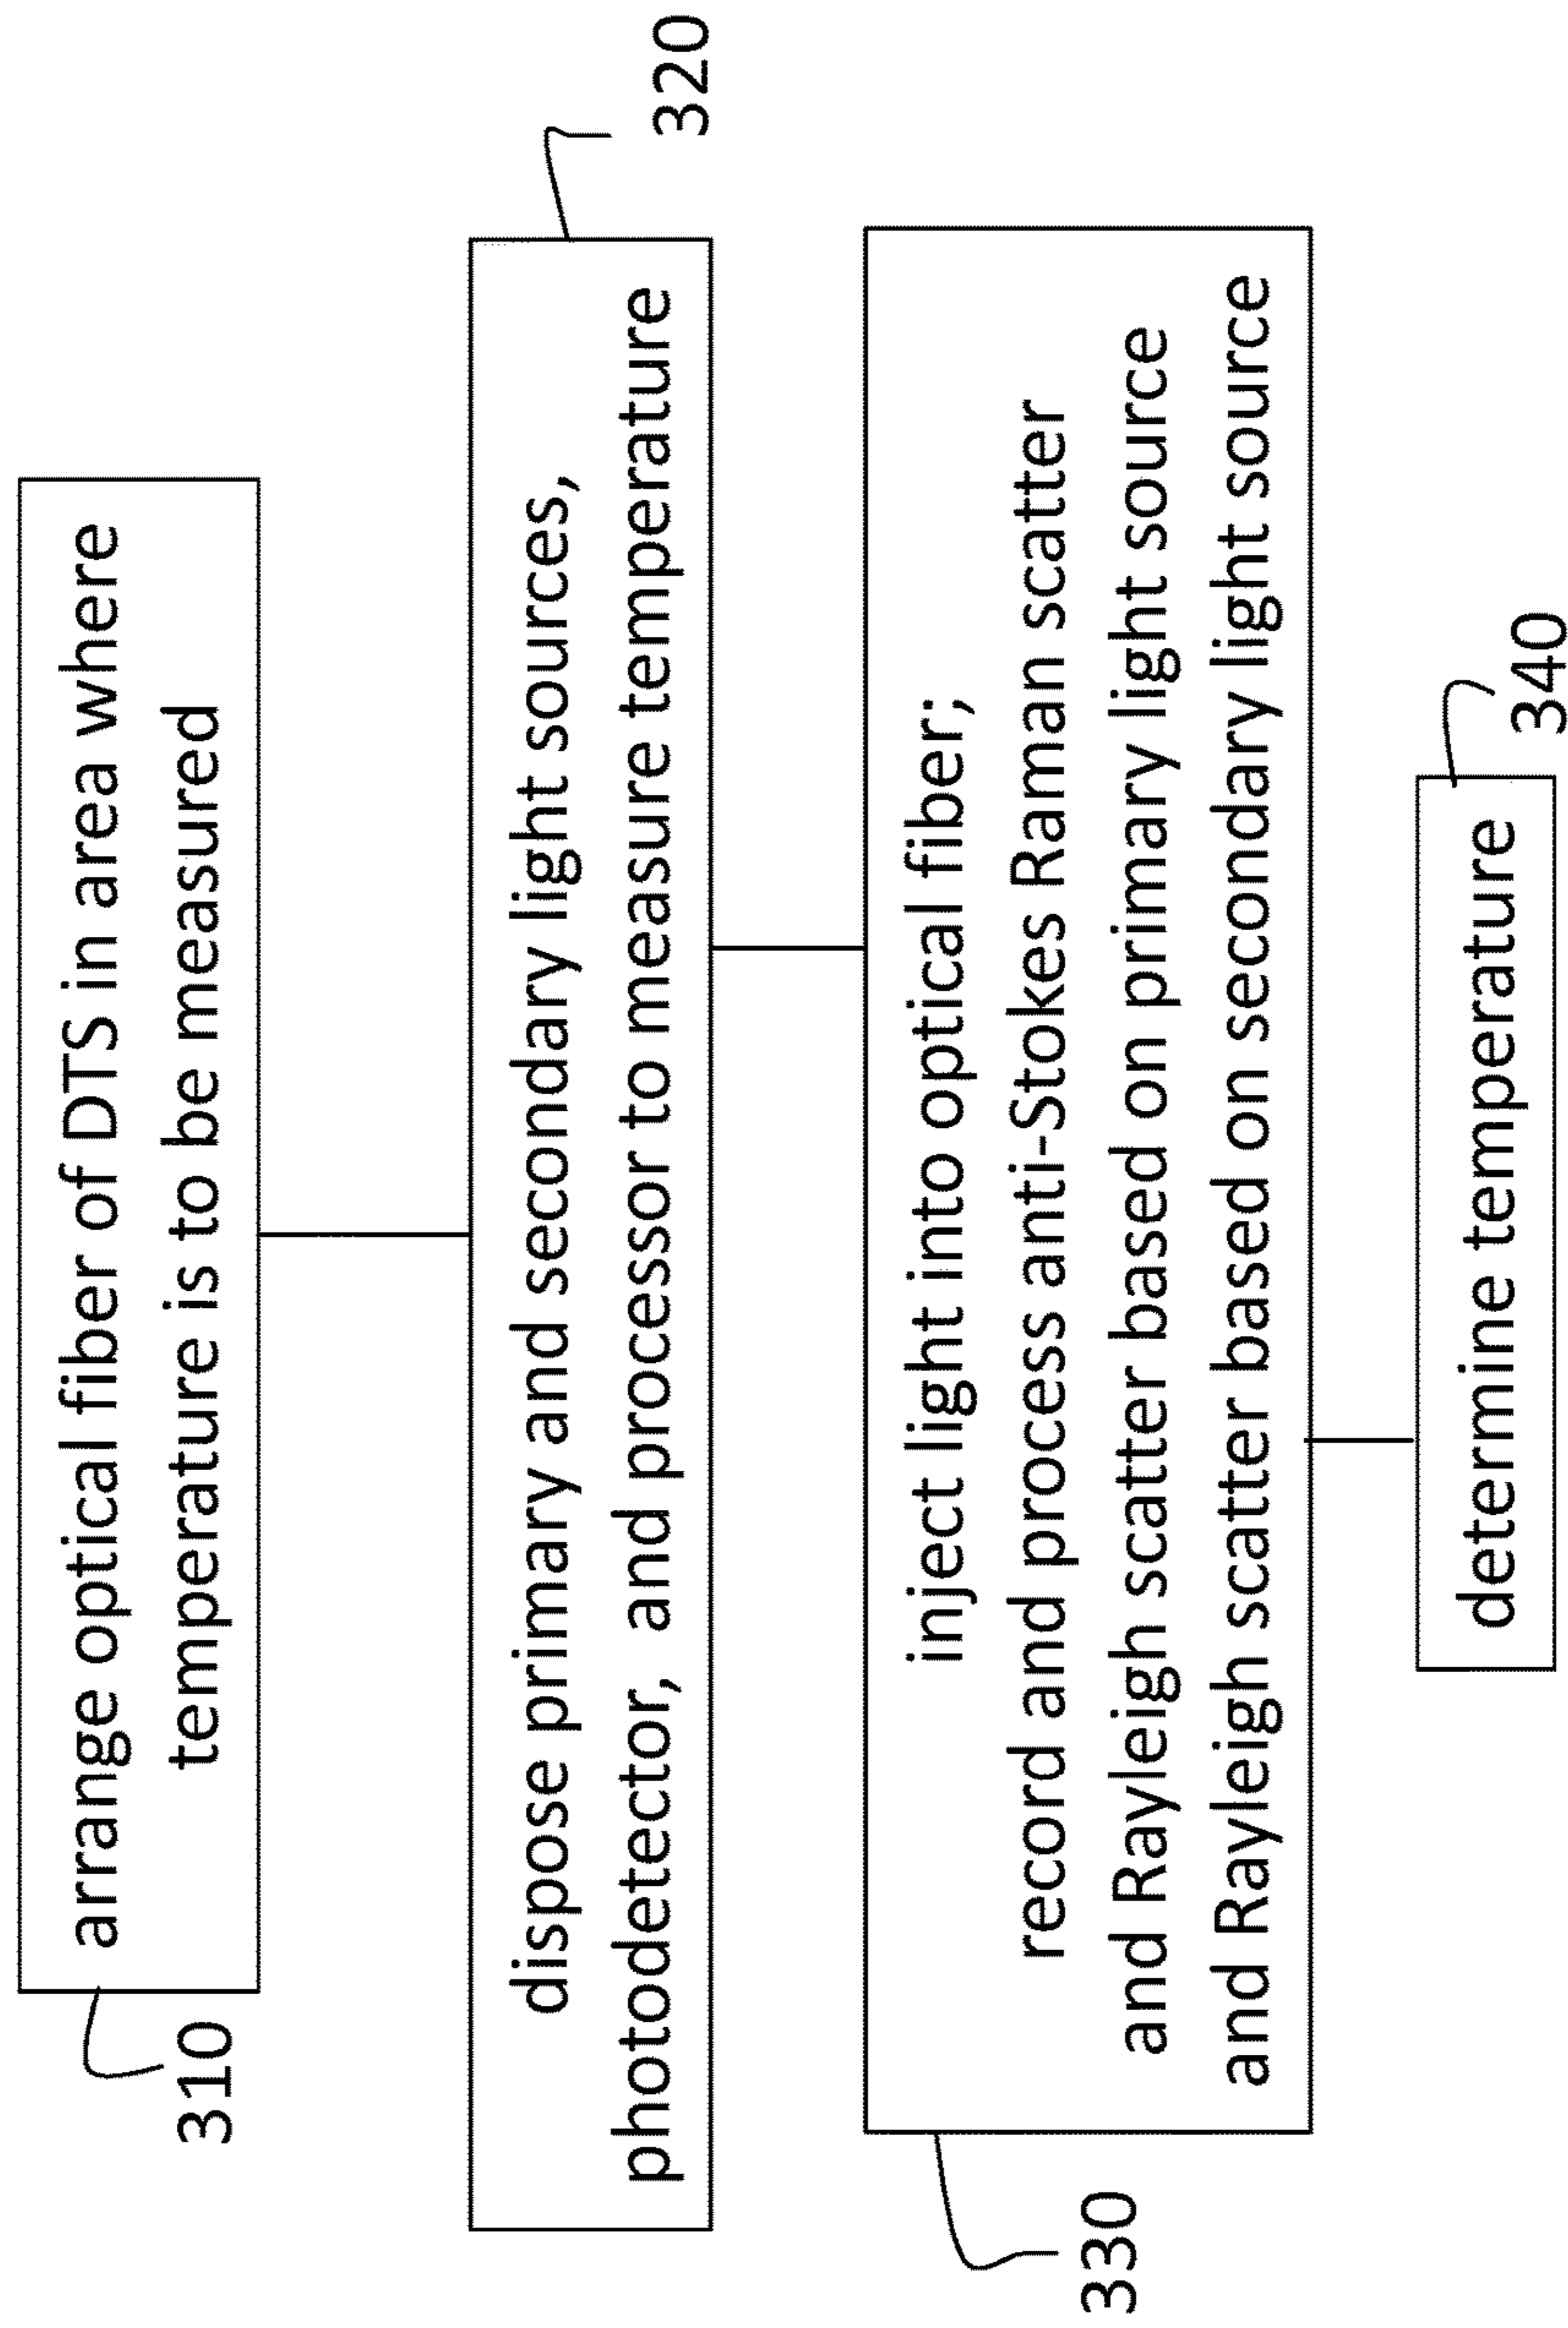 arrange optical fiber of DTS in area where
temperature is to be measured
310
dispose primary and secondary light sources,
photodetector, and processor to measure temperature
320
inject light into optical fiber;
record and process anti-Stokes Raman scatter
and Rayleigh scatter based on primary light source
and Rayleigh scatter based on secondary light source
330
determine temperature
340